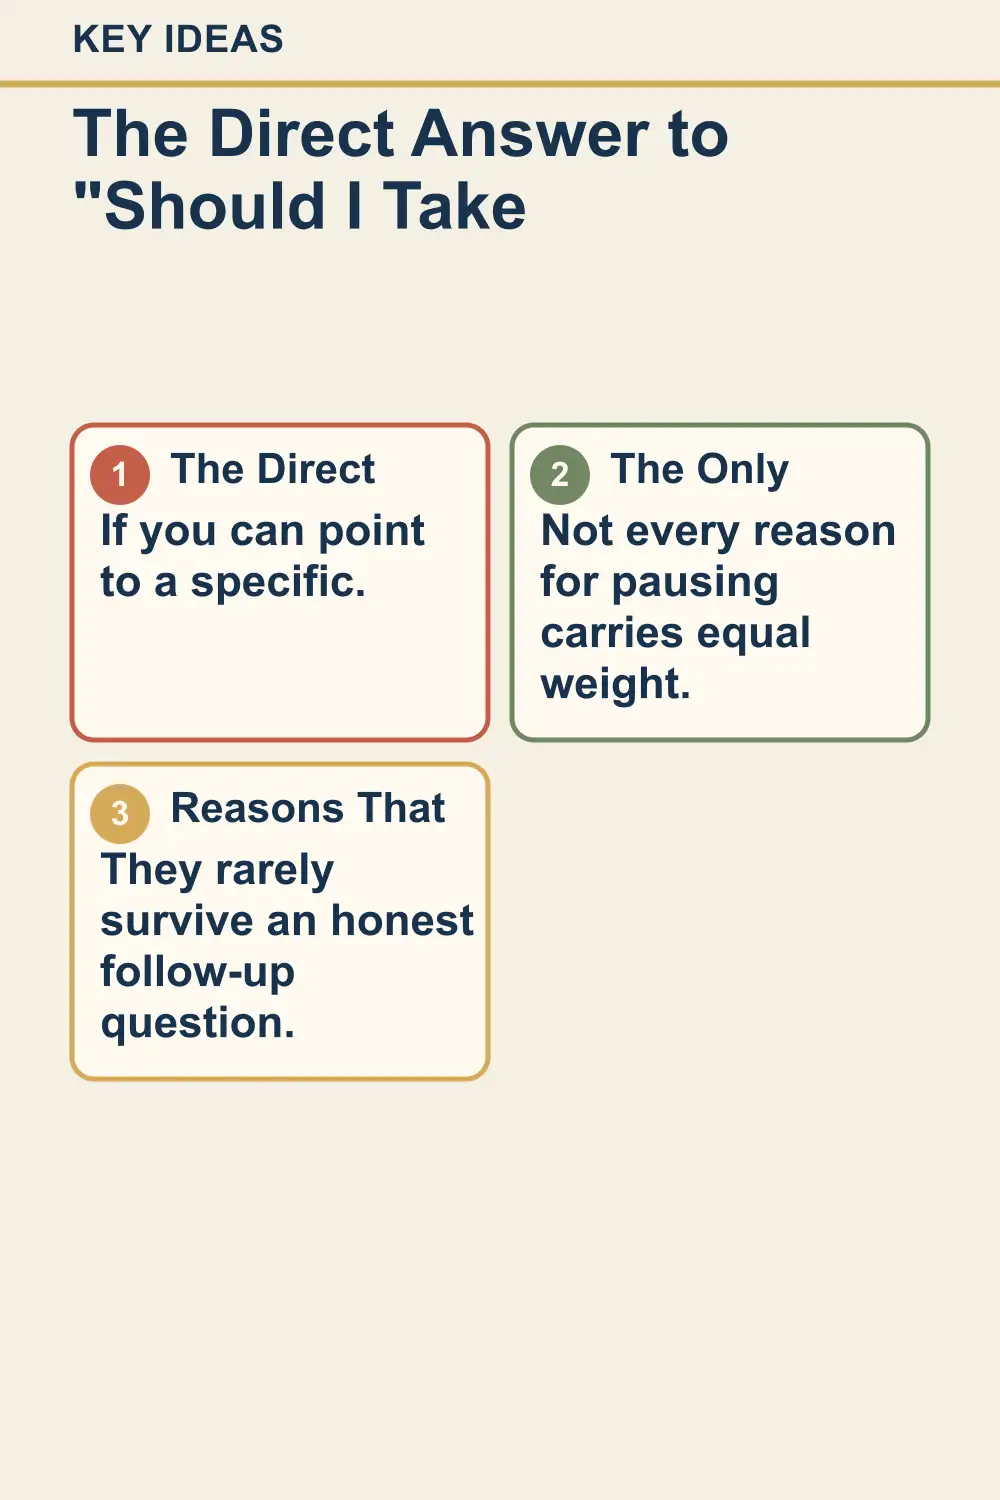 KEY IDEAS
The Direct Answer to
"Should I Take
1 The Direct
If you can point
to a specific.
2 The Only
Not every reason
for pausing
carries equal
weight.
3 Reasons That
They rarely
survive an honest
follow-up
question.